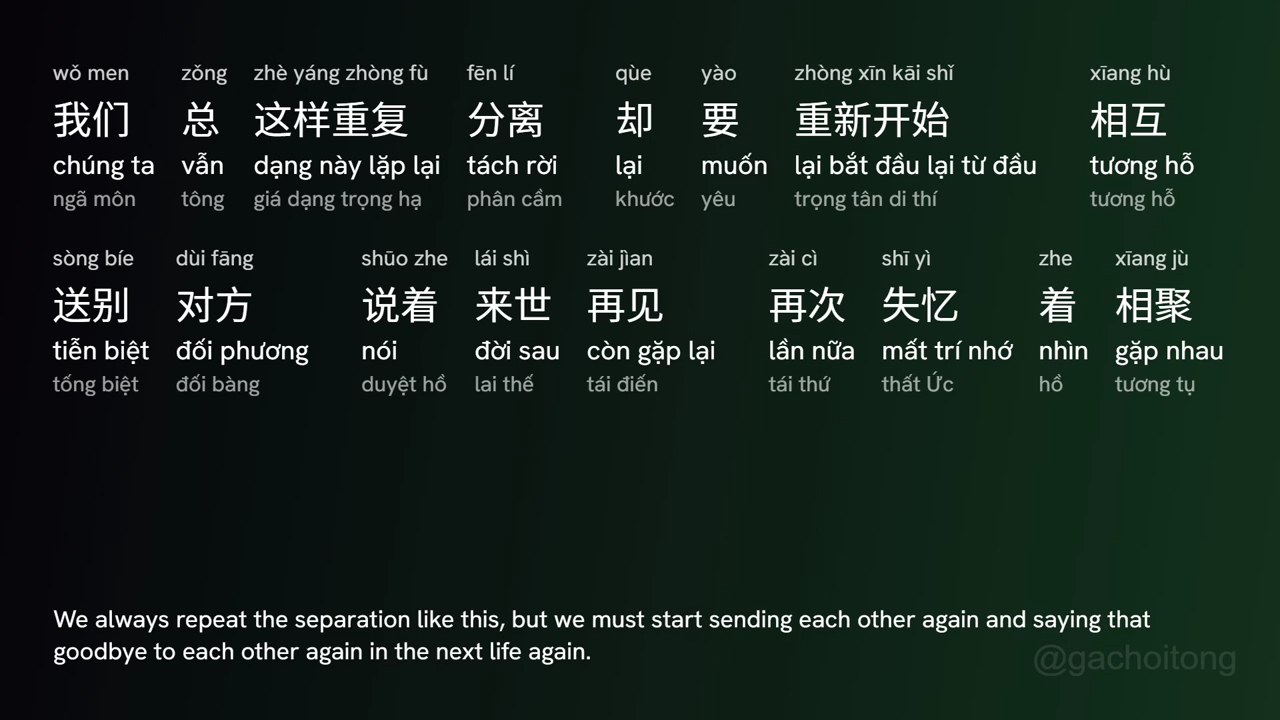 wǒ men zǒng zhè yáng zhòng fù fēn lí qùe yào zhòng xīn kāi shǐ xīang hù
我们 总 这样重复 分离 却 要 重新开始 相互
chúng ta vẫn dạng này lặp lại tách rời lại muốn lại bắt đầu lại từ đầu tương hỗ
ngã môn tông giá dạng trọng hạ phân cầm khước yêu trọng tân di thí tương hỗ
sòng bíe dùi fāng shūo zhe lái shì zài jìan zài cì shī yì zhe xīang jù
送别 对方 说着 来世 再见 再次 失忆 着 相聚
tiễn biệt đối phương nói đời sau còn gặp lại lần nữa mất trí nhớ nhìn gặp nhau
tống biệt đối bàng duyệt hồ lai thế tái điến tái thứ thất Ức hồ tương tụ
We always repeat the separation like this, but we must start sending each other again and saying that
goodbye to each other again in the next life again.
@gachoitong